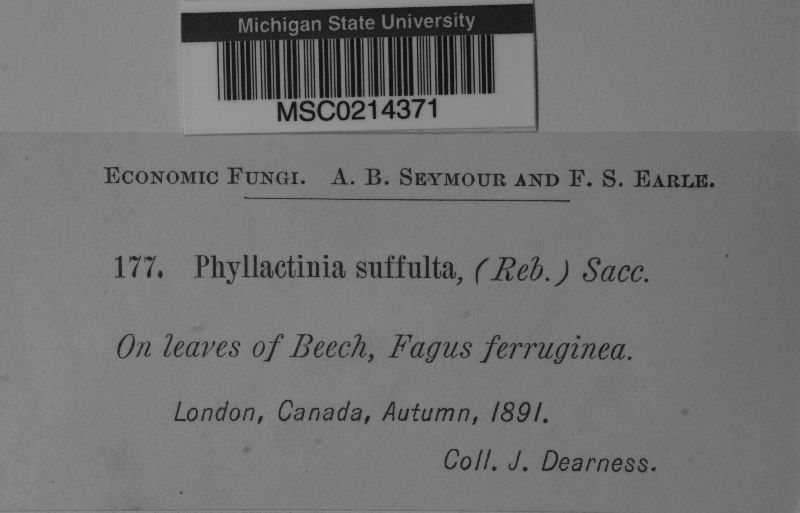 Michigan State University
MSC0214371
ECONOMIC FUNGI. A. B. SEYMOUR AND F. S. EARLE.
177. Phyllactinia suffulta, (Reb.) Sacc.
On leaves of Beech, Fagus ferruginea.
London, Canada, Autumn, 1891.
Coll. J. Dearness.